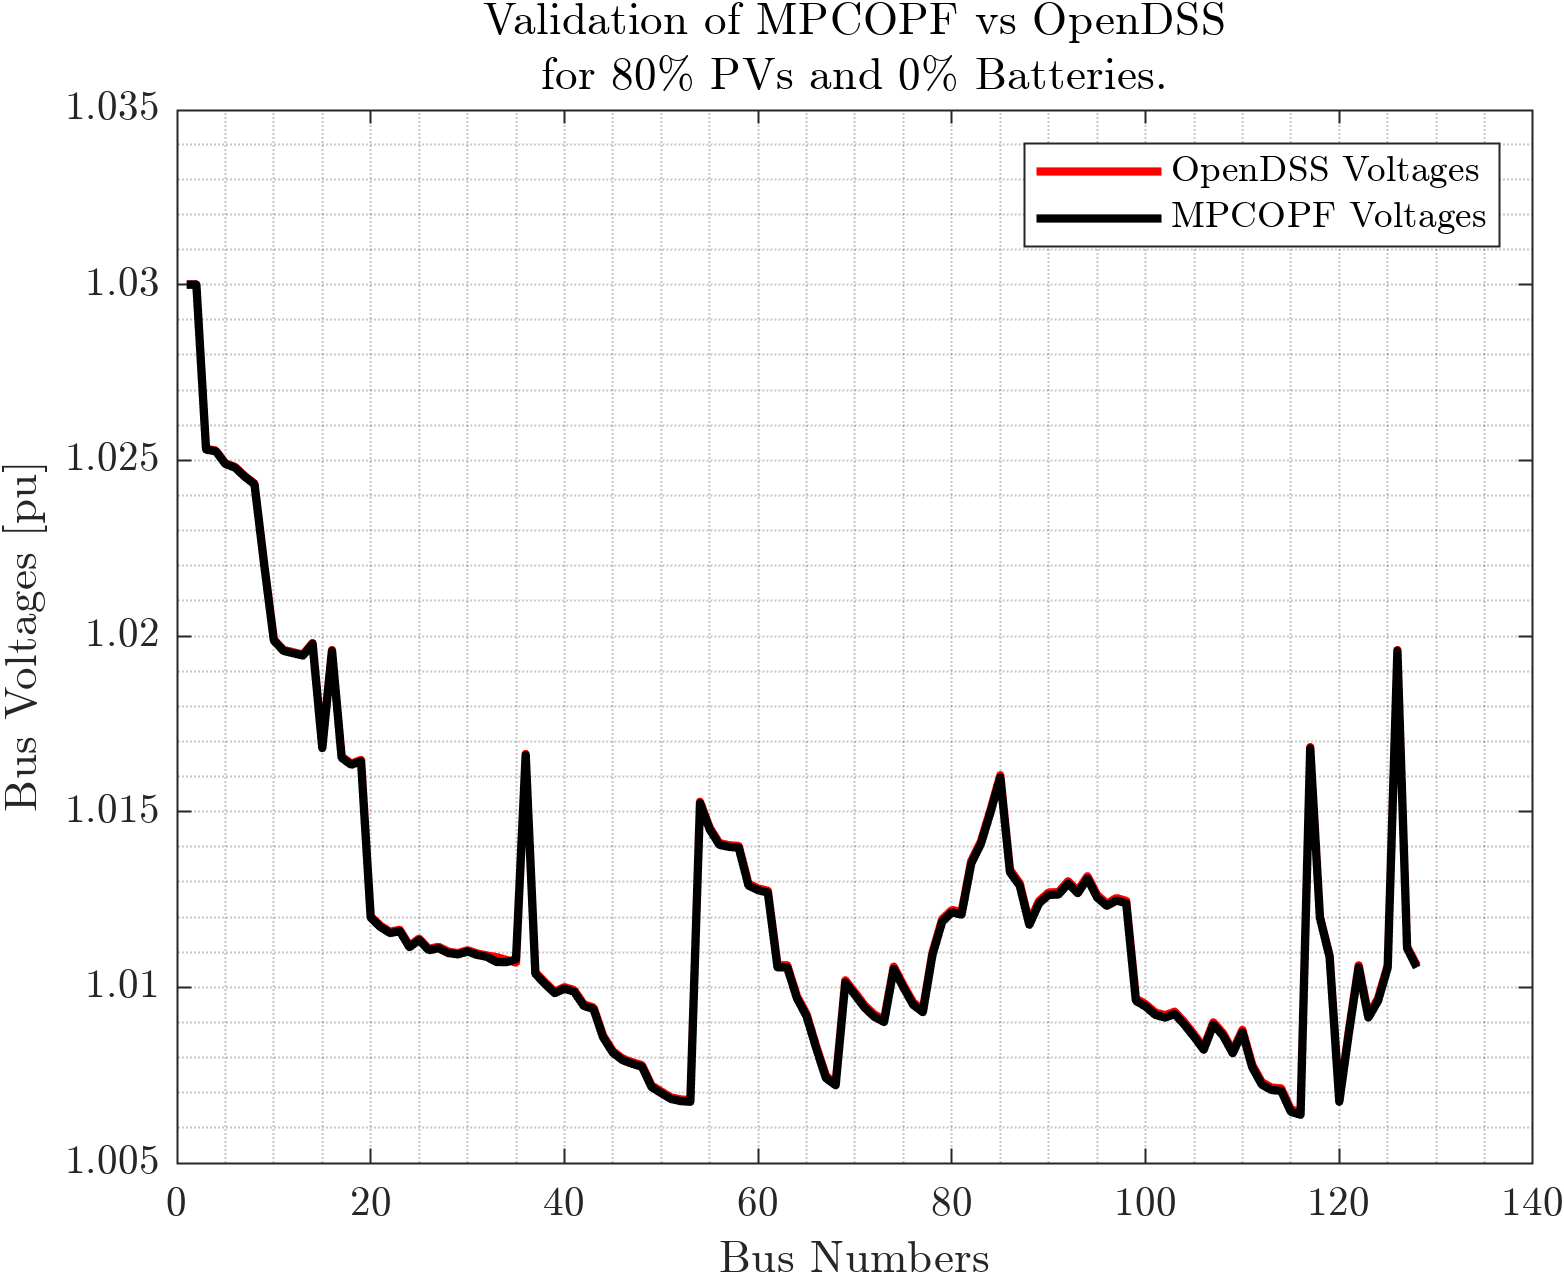 Validation of MPCOPF vs OpenDSS
for 80% PVs and 0% Batteries.
1.035
1.03
1.025
1.02
1.015
1.01
1.005
Bus Voltages [pu]
OpenDSS Voltages
MPCOPF Voltages
0 20 40 60 80 100 120 140
Bus Numbers